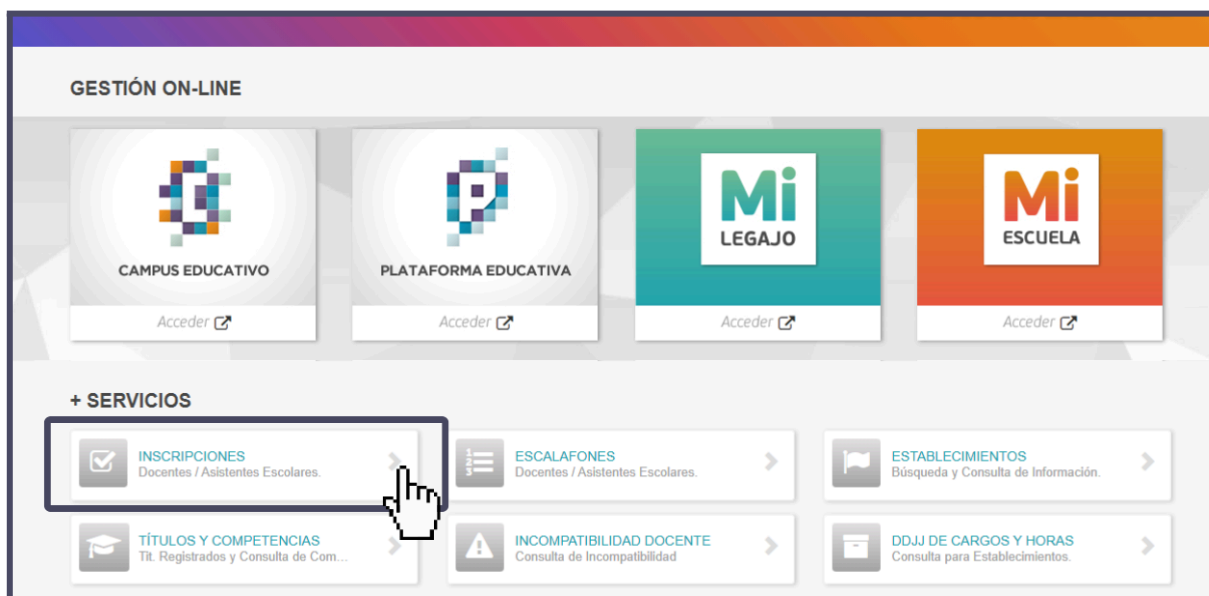 GESTIÓN ON-LINE
CAMPUS EDUCATIVO
Acceder
PLATAFORMA EDUCATIVA
Acceder
Mi
LEGAJO
Acceder
Mi
ESCUELA
Acceder
+ SERVICIOS
INSCRIPCIONES
Docentes / Asistentes Escolares.
ESCALAFONES
Docentes / Asistentes Escolares.
ESTABLECIMIENTOS
Búsqueda y Consulta de Información.
TÍTULOS Y COMPETENCIAS
Tit. Registrados y Consulta de Com...
INCOMPATIBILIDAD DOCENTE
Consulta de Incompatibilidad
DDJJ DE CARGOS Y HORAS
Consulta para Establecimientos.